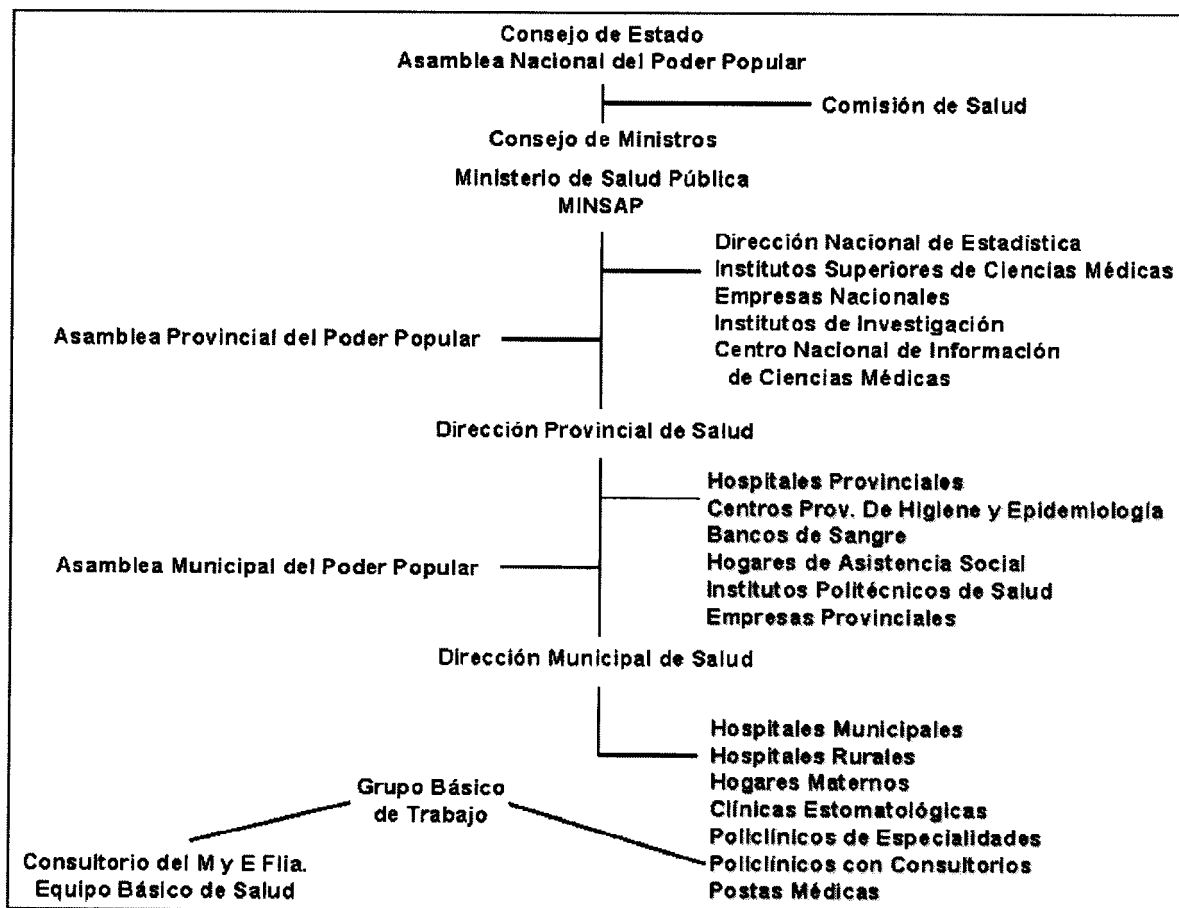 Consejo de Estado
Asamblea Nacional del Poder Popular
Comisión de Salud
Consejo de Ministros
Ministerio de Salud Pública
MINSAP
Dirección Nacional de Estadística
Institutos Superiores de Ciencias Médicas
Empresas Nacionales
Institutos de Investigación
Centro Nacional de Información
de Ciencias Médicas
Asamblea Provincial del Poder Popular
Dirección Provincial de Salud
Hospitales Provinciales
Centros Prov. De Higiene y Epidemiología
Bancos de Sangre
Hogares de Asistencia Social
Institutos Politécnicos de Salud
Empresas Provinciales
Asamblea Municipal del Poder Popular
Dirección Municipal de Salud
Hospitales Municipales
Hospitales Rurales
Hogares Maternos
Clínicas Estomatológicas
Policlínicos de Especialidades
Policlínicos con Consultorios
Postas Médicas
Grupo Básico
de Trabajo
Consultorio del M y E Flia.
Equipo Básico de Salud